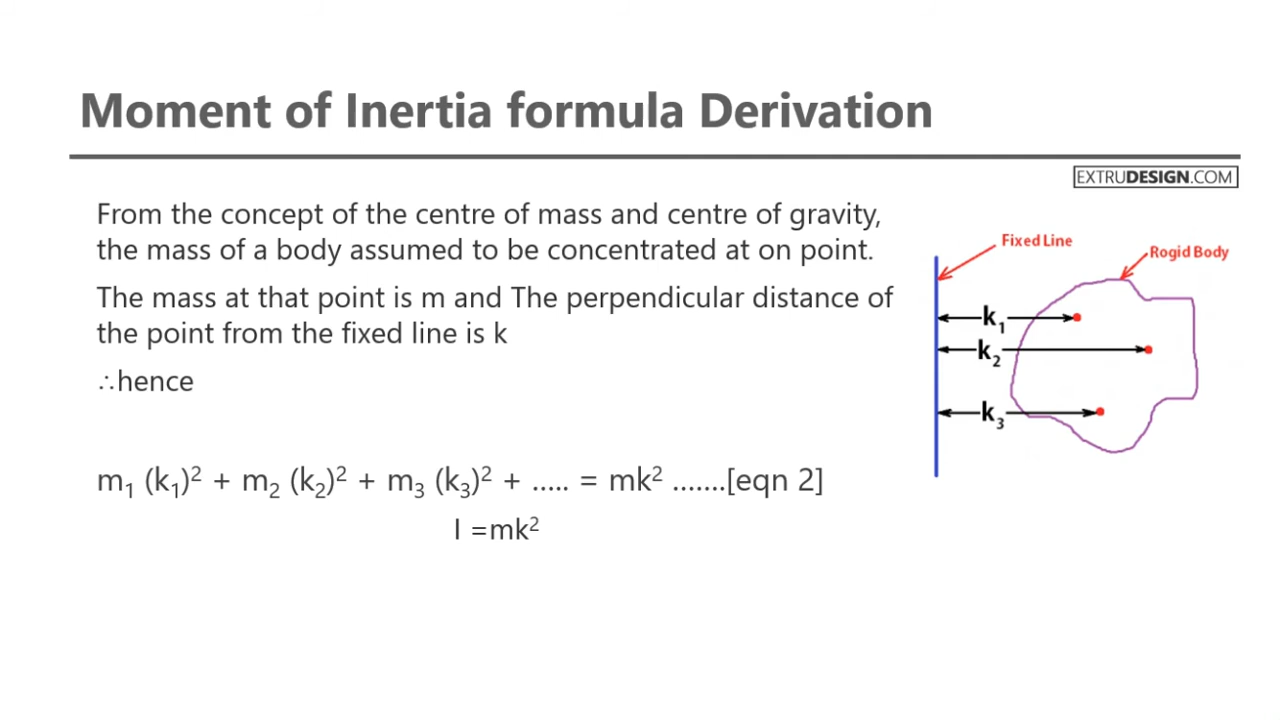 Moment of Inertia formula Derivation
EXTRUDESIGN.COM
From the concept of the centre of mass and centre of gravity,
the mass of a body assumed to be concentrated at on point.
The mass at that point is m and The perpendicular distance of
the point from the fixed line is k
∴hence
m₁ (k₁)² + m₂ (k₂)² + m₃ (k₃)² + ..... = mk² .......[eqn 2]
I =mk²
Fixed Line
Rogid Body
k₁
k₂
k₃